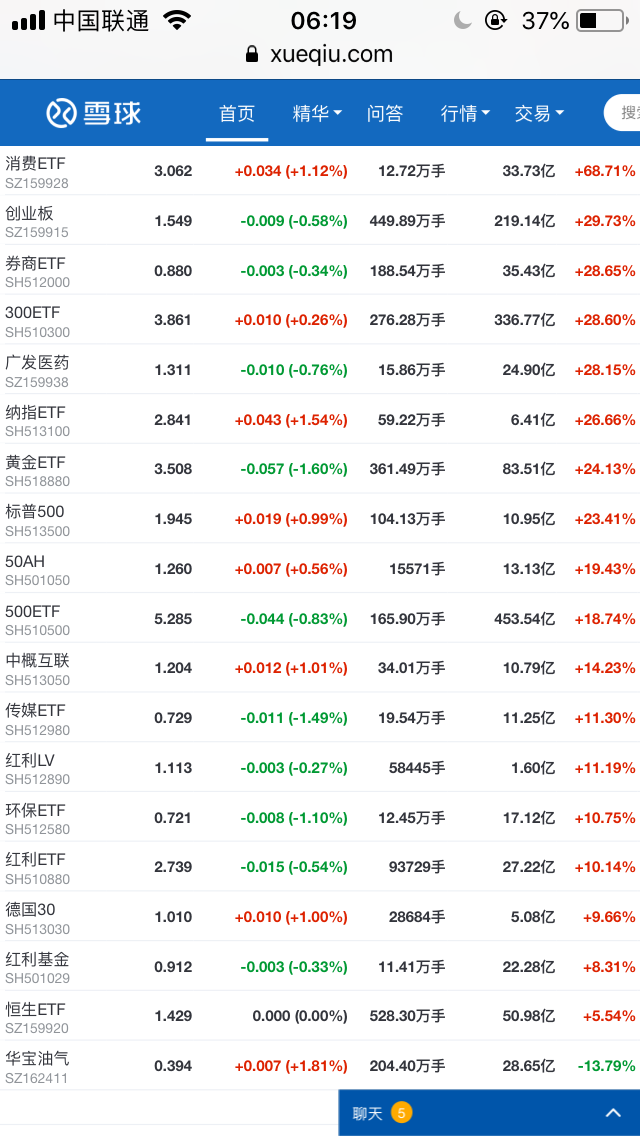 中国联通 06:19 37%
xueqiu.com
雪球 首页 精华 问答 行情 交易
消费ETF 3.062 +0.034 (+1.12%) 12.72万手 33.73亿 +68.71%
SZ159928
创业板 1.549 -0.009 (-0.58%) 449.89万手 219.14亿 +29.73%
SZ159915
券商ETF 0.880 -0.003 (-0.34%) 188.54万手 35.43亿 +28.65%
SH512000
300ETF 3.861 +0.010 (+0.26%) 276.28万手 336.77亿 +28.60%
SH510300
广发医药 1.311 -0.010 (-0.76%) 15.86万手 24.90亿 +28.15%
SZ159938
纳指ETF 2.841 +0.043 (+1.54%) 59.22万手 6.41亿 +26.66%
SH513100
黄金ETF 3.508 -0.057 (-1.60%) 361.49万手 83.51亿 +24.13%
SH518880
标普500 1.945 +0.019 (+0.99%) 104.13万手 10.95亿 +23.41%
SH513500
50AH 1.260 +0.007 (+0.56%) 15571手 13.13亿 +19.43%
SH501050
500ETF 5.285 -0.044 (-0.83%) 165.90万手 453.54亿 +18.74%
SH510500
中概互联 1.204 +0.012 (+1.01%) 34.01万手 10.79亿 +14.23%
SH513050
传媒ETF 0.729 -0.011 (-1.49%) 19.54万手 11.25亿 +11.30%
SH512980
红利LV 1.113 -0.003 (-0.27%) 58445手 1.60亿 +11.19%
SH512890
环保ETF 0.721 -0.008 (-1.10%) 12.45万手 17.12亿 +10.75%
SH512580
红利ETF 2.739 -0.015 (-0.54%) 93729手 27.22亿 +10.14%
SH510880
德国30 1.010 +0.010 (+1.00%) 28684手 5.08亿 +9.66%
SH513030
红利基金 0.912 -0.003 (-0.33%) 11.41万手 22.28亿 +8.31%
SH501029
恒生ETF 1.429 0.000 (0.00%) 528.30万手 50.98亿 +5.54%
SZ159920
华宝油气 0.394 +0.007 (+1.81%) 204.40万手 28.65亿 -13.79%
SZ162411
聊天 5